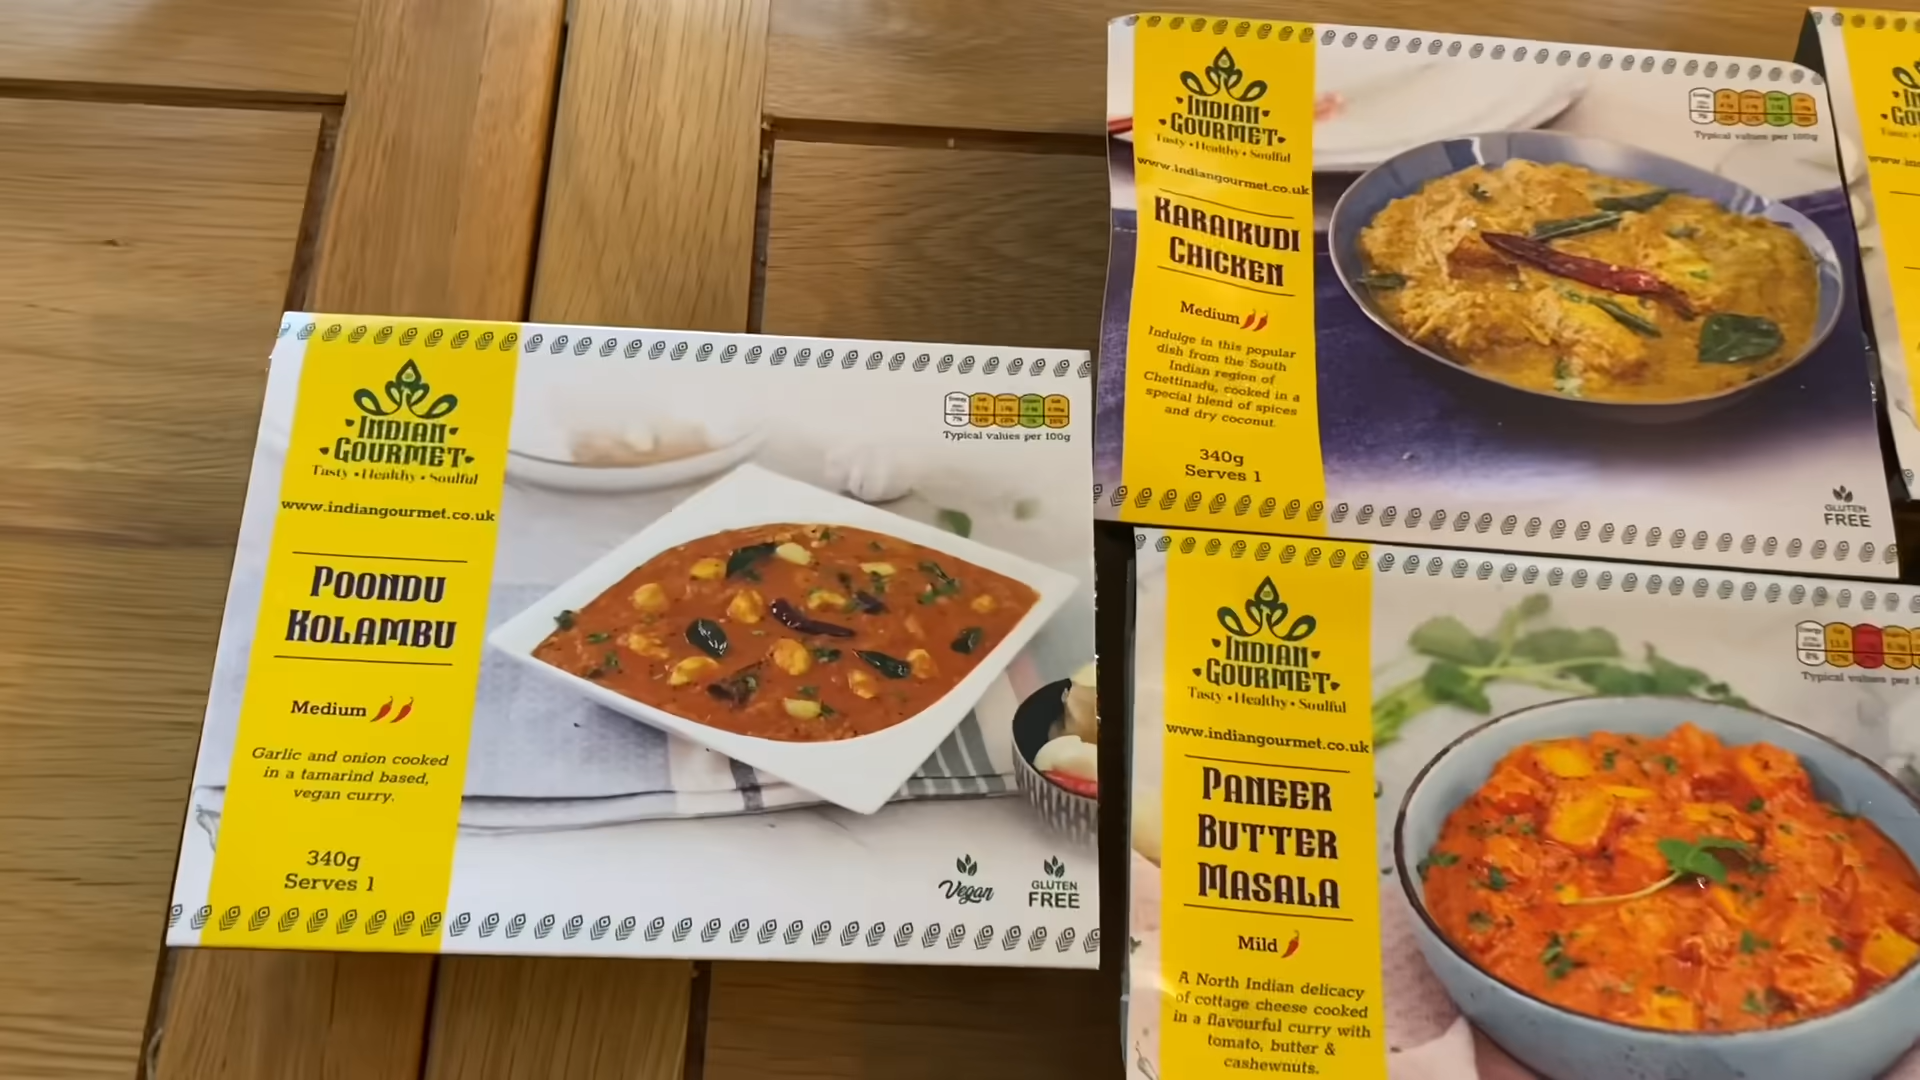 INDIAN
GOURMET
Tasty • Healthy • Soulful
www.indiangourmet.co.uk
POONDU
KOLAMBU
Medium
Garlic and onion cooked
in a tamarind based,
vegan curry.
340g
Serves 1
Typical values per 100g
Vegan
GLUTEN
FREE
INDIAN
GOURMET
Tasty • Healthy • Soulful
www.indiangourmet.co.uk
KARAIKUDI
CHICKEN
Medium
Indulge in this popular
dish from the South
Indian region of
Chettinadu, cooked in a
special blend of spices
and dry coconut.
340g
Serves 1
Typical values per 100g
GLUTEN
FREE
INDIAN
GOURMET
Tasty • Healthy • Soulful
www.indiangourmet.co.uk
PANEER
BUTTER
MASALA
Mild
A North Indian delicacy
of cottage cheese cooked
in a flavourful curry with
tomato, butter &
cashewnuts.
Energy
8%
Typical values per